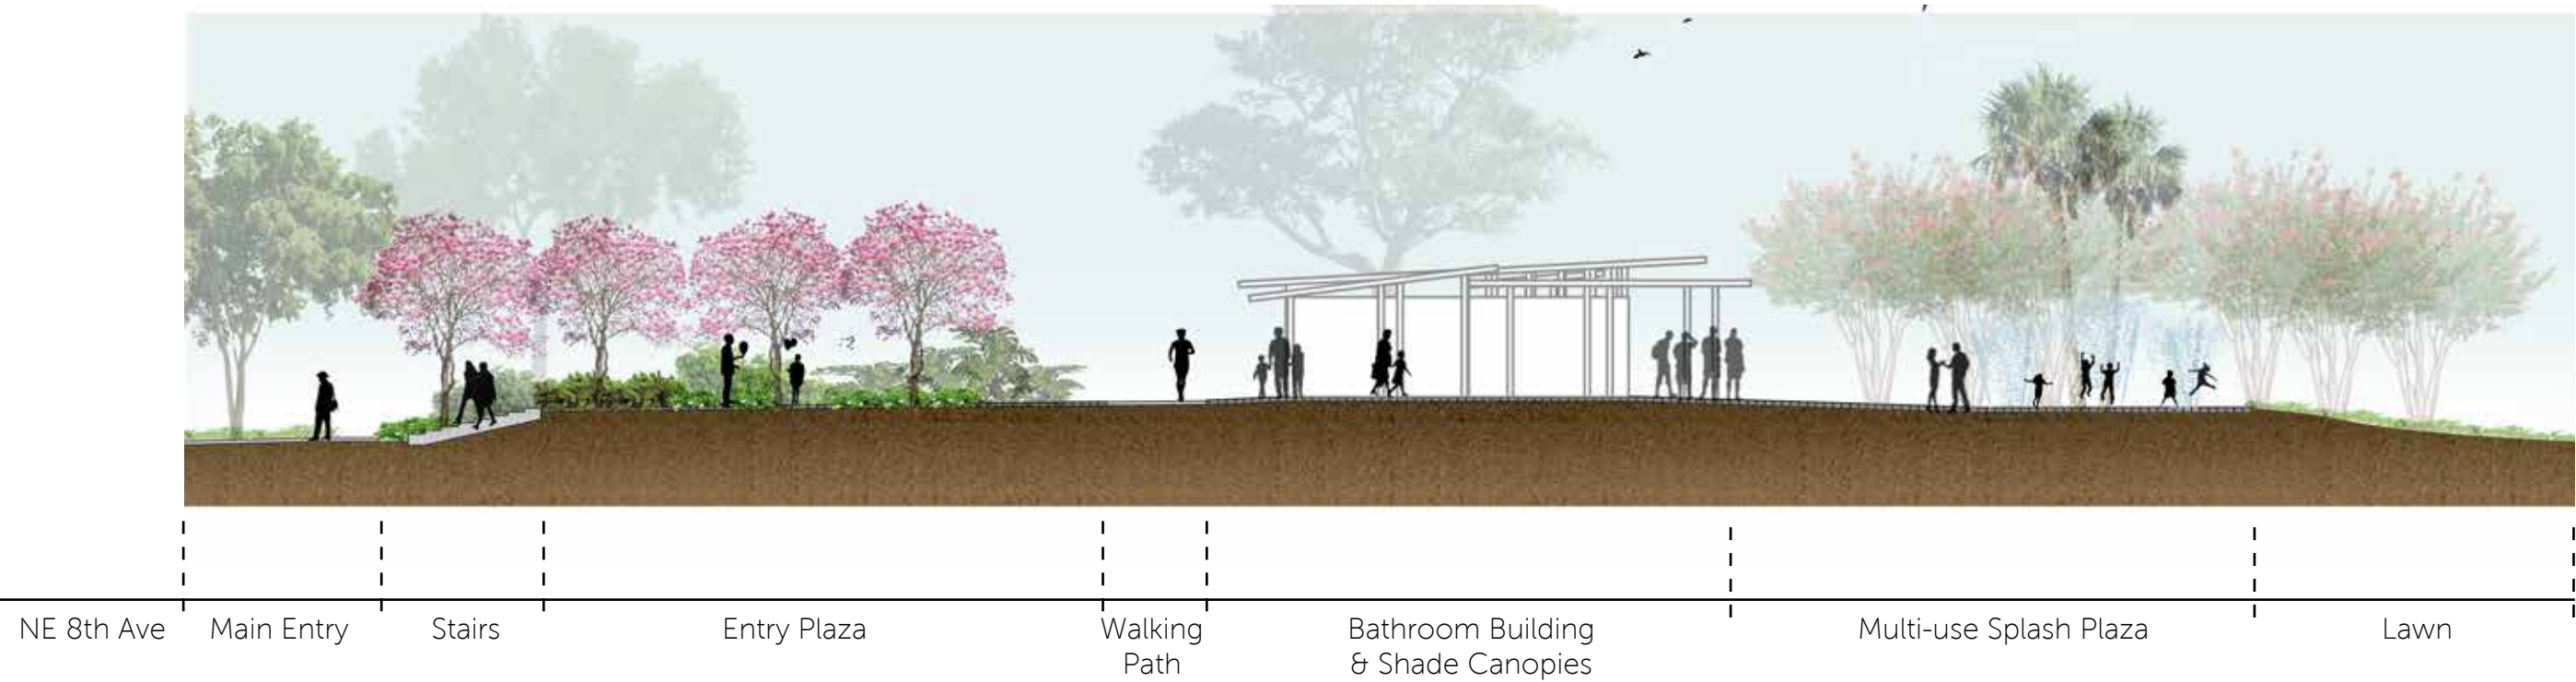 NE 8th Ave
Main Entry
Stairs
Entry Plaza
Walking
Path
Bathroom Building
& Shade Canopies
Multi-use Splash Plaza
Lawn